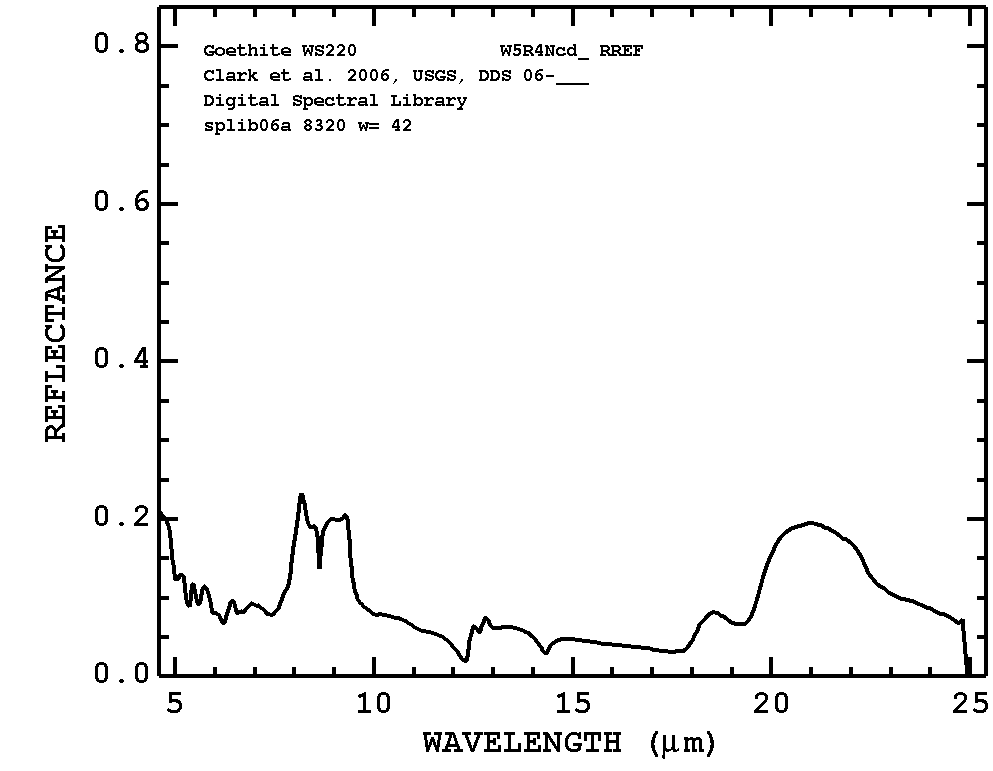 0.8
0.6
0.4
0.2
0.0
REFLECTANCE
Goethite WS220 W5R4Ncd_ RREF
Clark et al. 2006, USGS, DDS 06-___
Digital Spectral Library
splib06a 8320 w= 42
5 10 15 20 25
WAVELENGTH (μm)